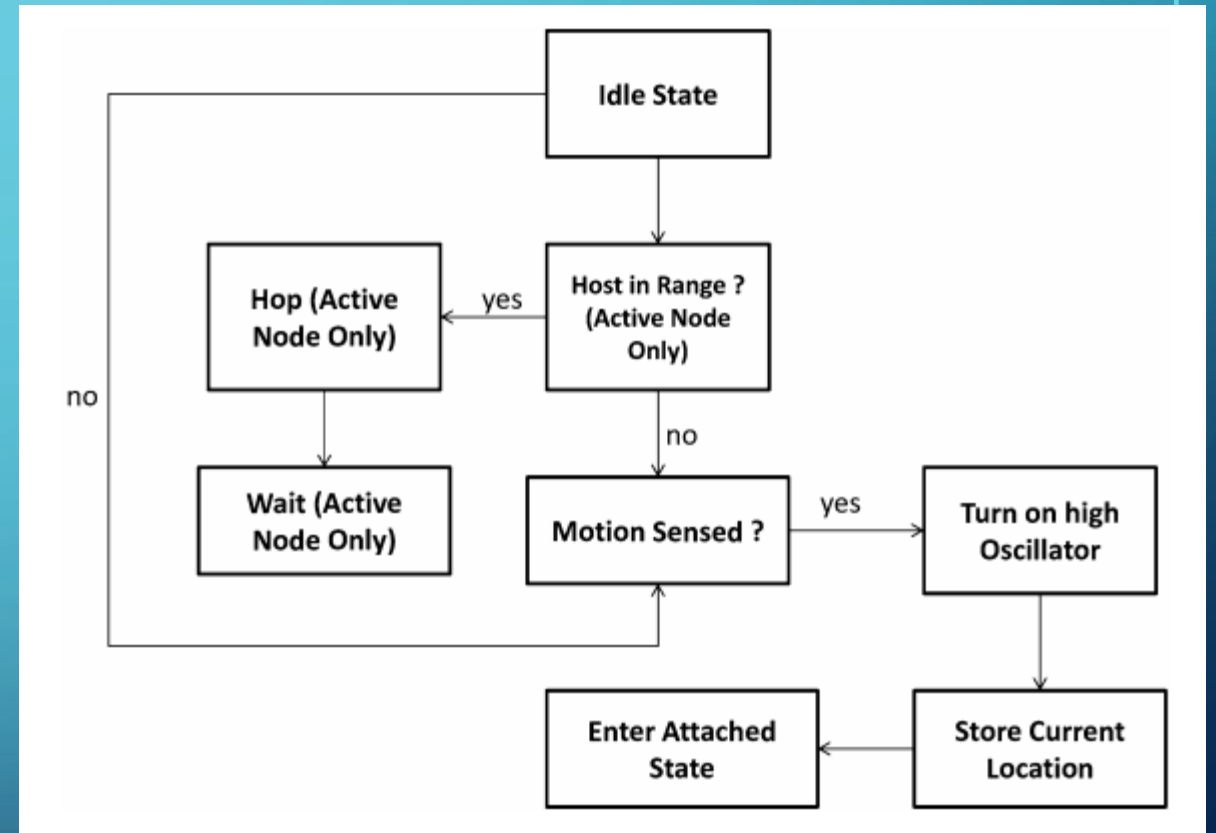 Idle State
Host in Range ?
(Active Node
Only)
yes
Hop (Active
Node Only)
no
no
Wait (Active
Node Only)
Motion Sensed ?
yes
Turn on high
Oscillator
Enter Attached
State
Store Current
Location